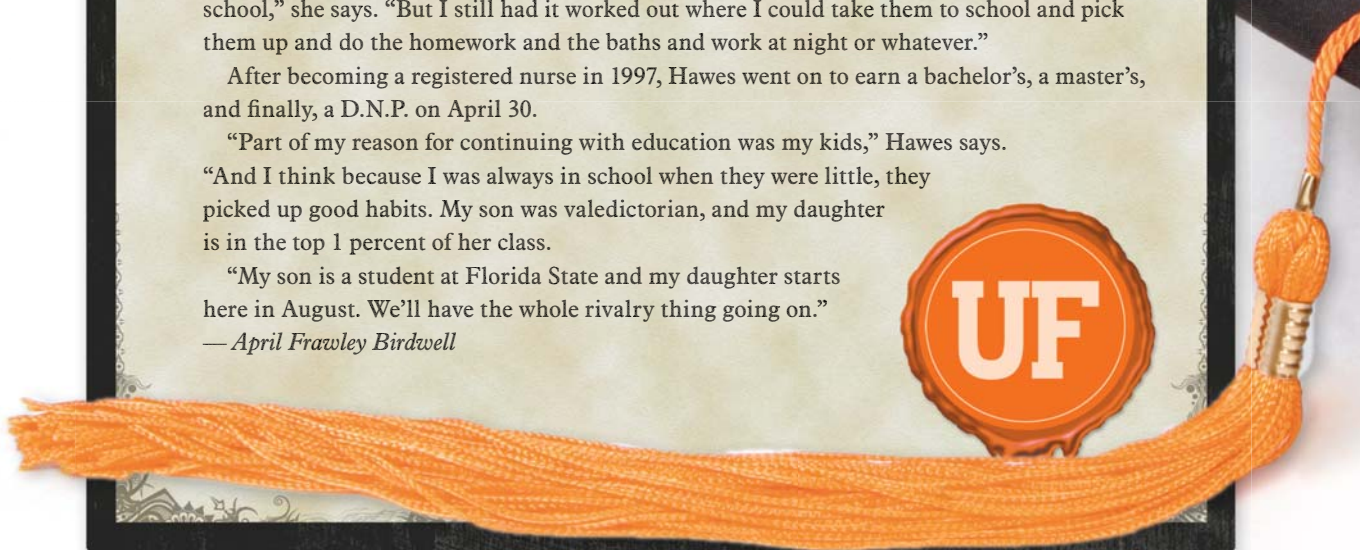 school,” she says. “But I still had it worked out where I could take them to school and pick
them up and do the homework and the baths and work at night or whatever.”
After becoming a registered nurse in 1997, Hawes went on to earn a bachelor’s, a master’s,
and finally, a D.N.P. on April 30.
“Part of my reason for continuing with education was my kids,” Hawes says.
“And I think because I was always in school when they were little, they
picked up good habits. My son was valedictorian, and my daughter
is in the top 1 percent of her class.
“My son is a student at Florida State and my daughter starts
here in August. We’ll have the whole rivalry thing going on.”
— April Frawley Birdwell
UF